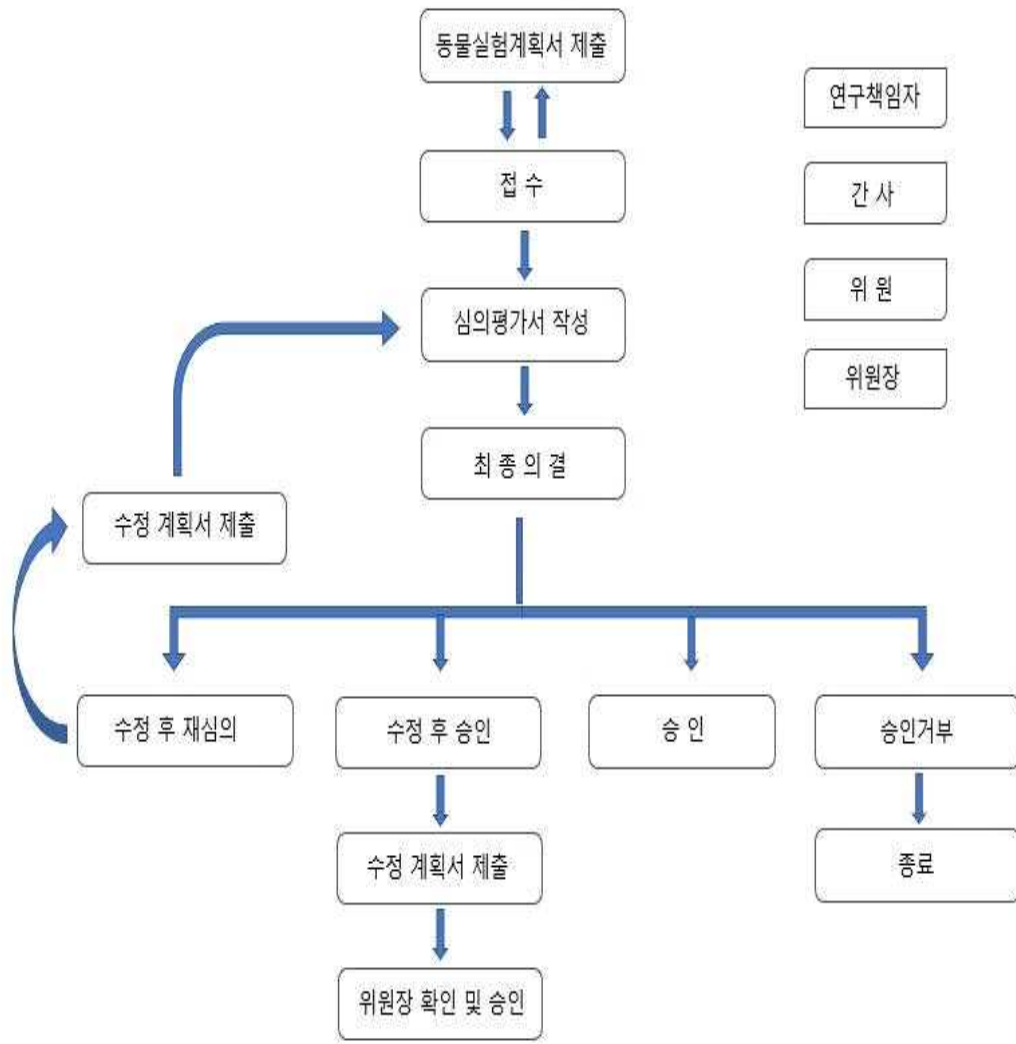 동물실험계획서 제출
연구책임자
접 수
간 사
심의평가서 작성
위 원
위원장
최 종 의 결
수정 계획서 제출
수정 후 재심의
수정 후 승인
승 인
승인거부
수정 계획서 제출
종료
위원장 확인 및 승인